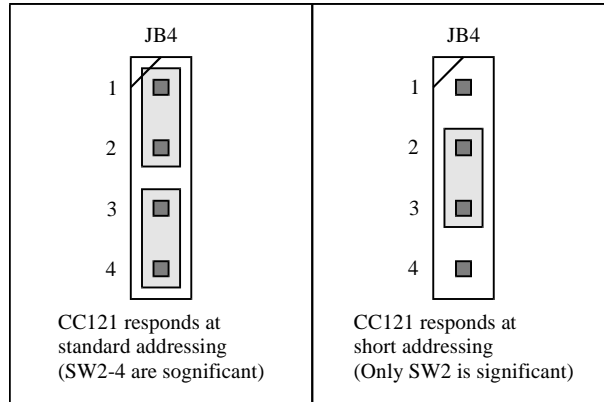 JB4
1
2
3
4
CC121 responds at
standard addressing
(SW2-4 are sognificant)
JB4
1
2
3
4
CC121 responds at
short addressing
(Only SW2 is significant)